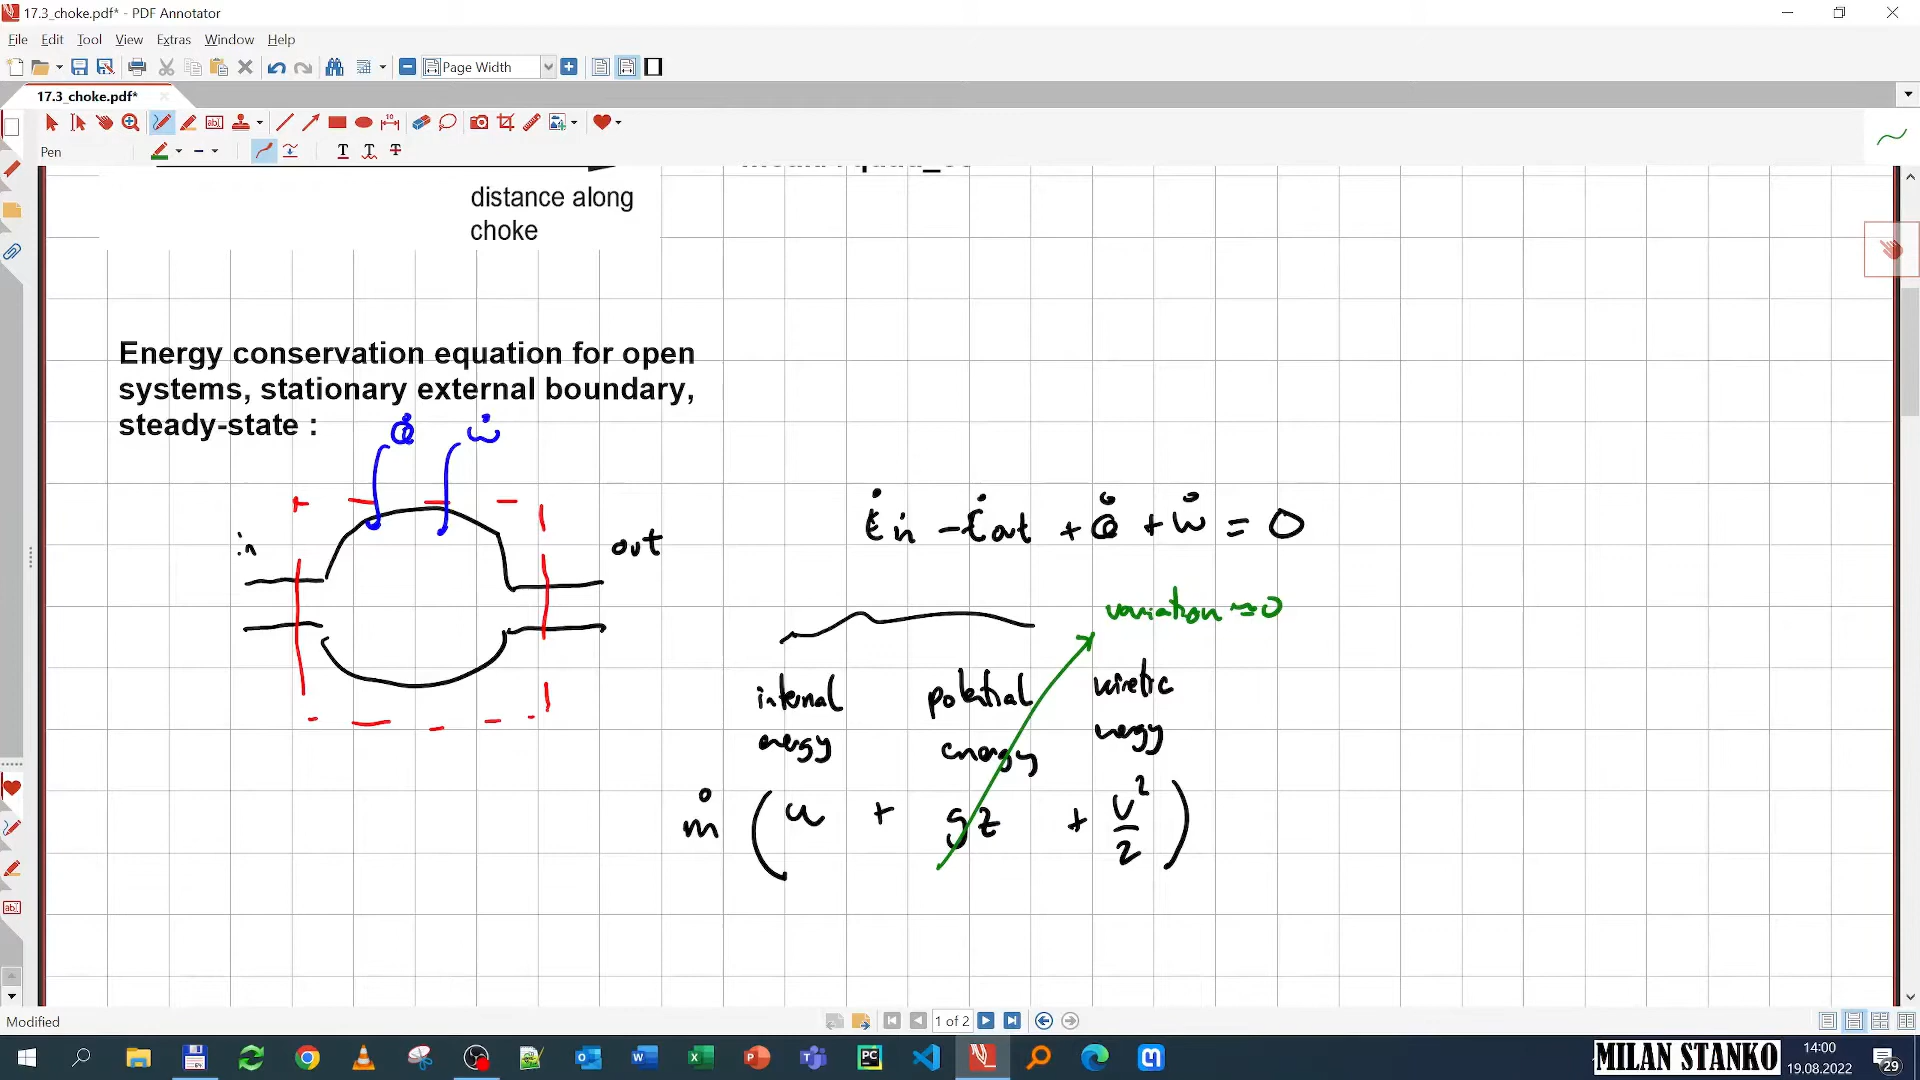 17.3_choke.pdf* - PDF Annotator
File Edit Tool View Extras Window Help
Page Width
17.3_choke.pdf*
Pen
distance along
choke
Energy conservation equation for open
systems, stationary external boundary,
steady-state :
Q̇ ẇ
in
out
Ėin - Ėout + Q̇ + ẇ = 0
variation ≈ 0
internal potential kinetic
energy energy energy
ṁ ( u + gz + v²/2 )
Modified
1 of 2
MILAN STANKO
14:00
19.08.2022
29